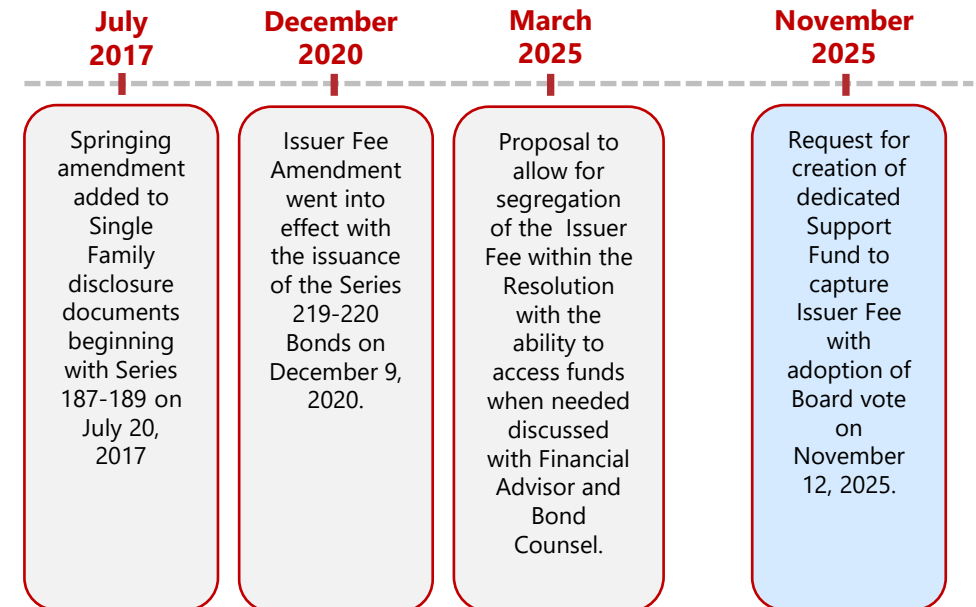 July
2017
December
2020
March
2025
November
2025
Springing
amendment
added to
Single
Family
disclosure
documents
beginning
with Series
187-189 on
July 20,
2017
Issuer Fee
Amendment
went into
effect with
the issuance
of the Series
219-220
Bonds on
December 9,
2020.
Proposal to
allow for
segregation
of the Issuer
Fee within the
Resolution
with the
ability to
access funds
when needed
discussed
with Financial
Advisor and
Bond
Counsel.
Request for
creation of
dedicated
Support
Fund to
capture
Issuer Fee
with
adoption of
Board vote
on
November
12, 2025.